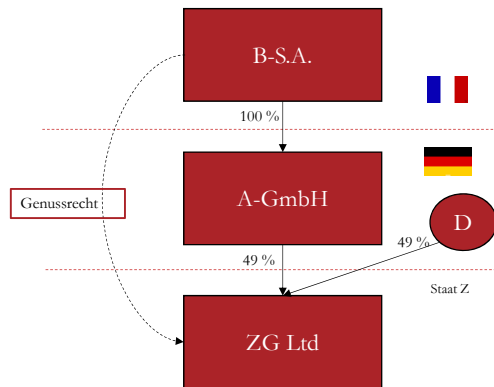 B-S.A.
100 %
Genussrecht
A-GmbH
D
49 %
49 %
Staat Z
ZG Ltd